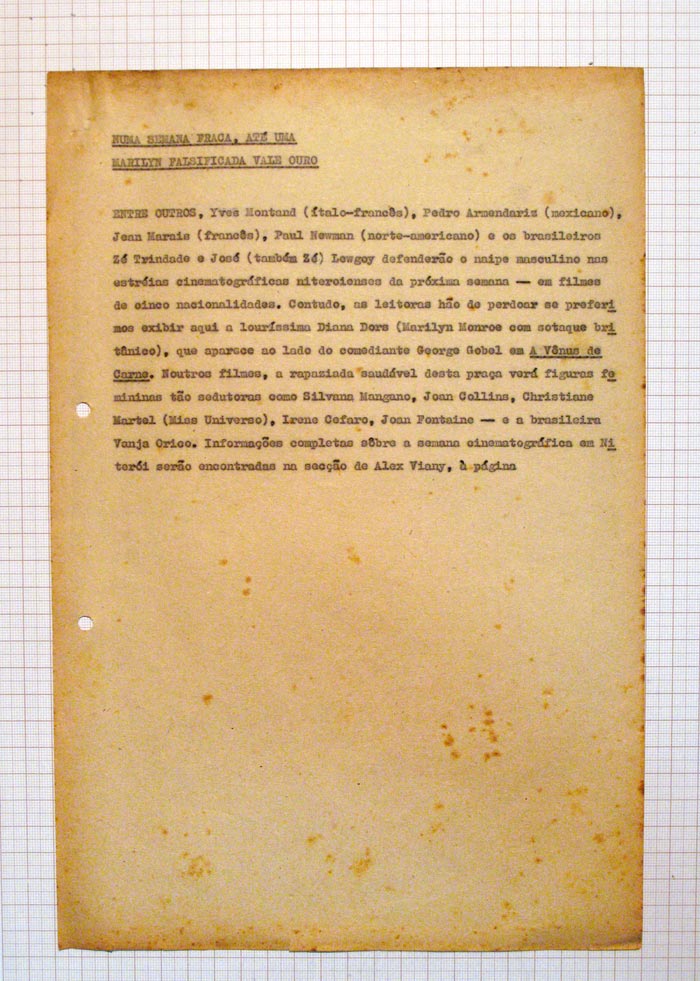 NUMA SEMANA FRACA, ATÉ UMA
MARILYN FALSIFICADA VALE OURO
ENTRE OUTROS, Yves Montand (ítalo-francês), Pedro Armendariz (mexicano),
Jean Marais (francês), Paul Newman (norte-americano) e os brasileiros
Zé Trindade e José (também Zé) Lewgoy defenderão o naipe masculino nas
estréias cinematográficas niteroienses da próxima semana — em filmes
de cinco nacionalidades. Contudo, as leitoras hão de perdoar se preferi
mos exibir aqui a louríssima Diana Dors (Marilyn Monroe com sotaque bri
tânico), que aparece ao lado do comediante George Gobel em A Vênus de
Carne. Noutros filmes, a rapaziada saudável desta praça verá figuras fe
mininas tão sedutoras como Silvana Mangano, Joan Collins, Christiane
Martel (Miss Universo), Irene Cefaro, Joan Fontaine — e a brasileira
Vanja Orico. Informações completas sôbre a semana cinematográfica em Ni
terói serão encontradas na secção de Alex Viany, à página